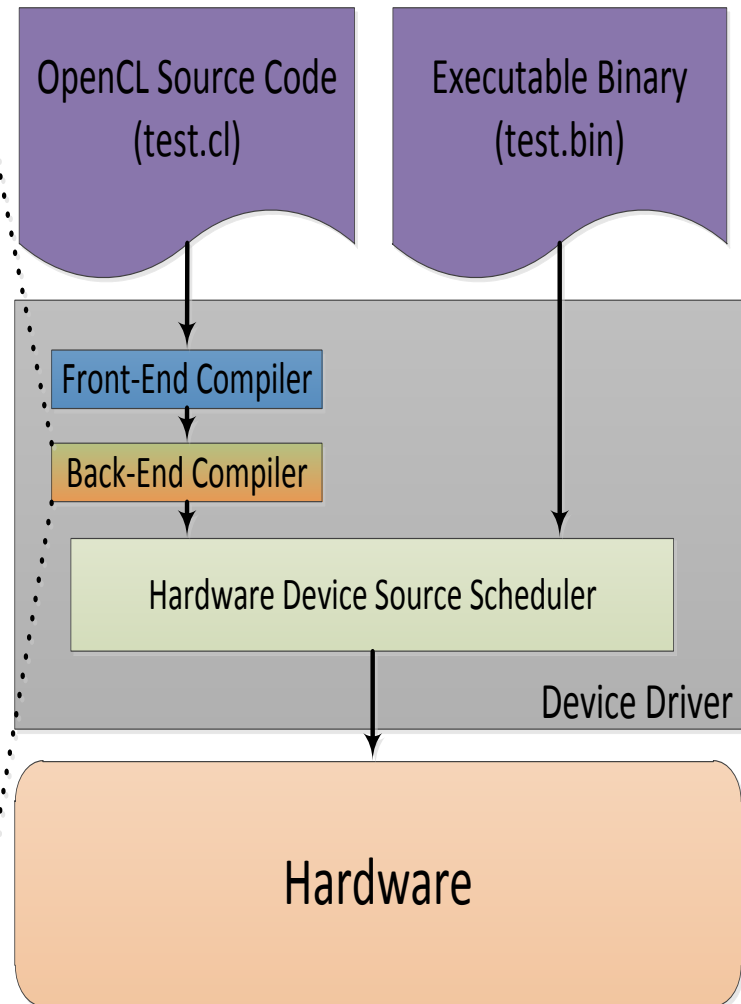 OpenCL Source Code
(test.cl)
Executable Binary
(test.bin)
Front-End Compiler
Back-End Compiler
Hardware Device Source Scheduler
Device Driver
Hardware